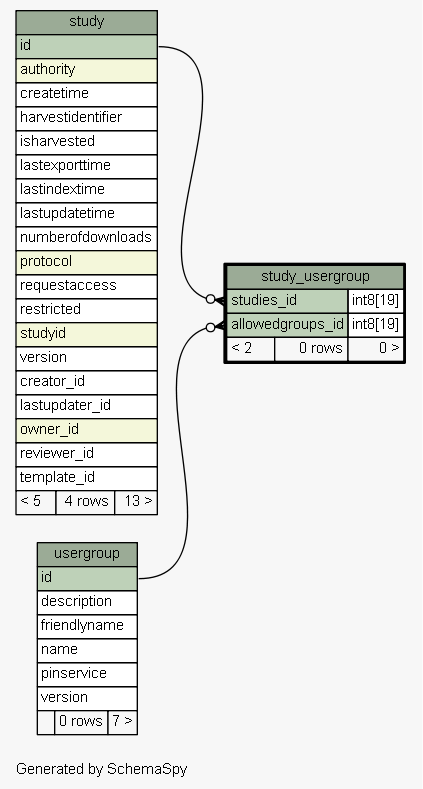 study
id
authority
createtime
harvestidentifier
isharvested
lastexporttime
lastindextime
lastupdatetime
numberofdownloads
protocol
requestaccess
restricted
studyid
version
creator_id
lastupdater_id
owner_id
reviewer_id
template_id
< 5 4 rows 13 >
study_usergroup
studies_id int8[19]
allowedgroups_id int8[19]
< 2 0 rows 0 >
usergroup
id
description
friendlyname
name
pinservice
version
0 rows 7 >
Generated by SchemaSpy